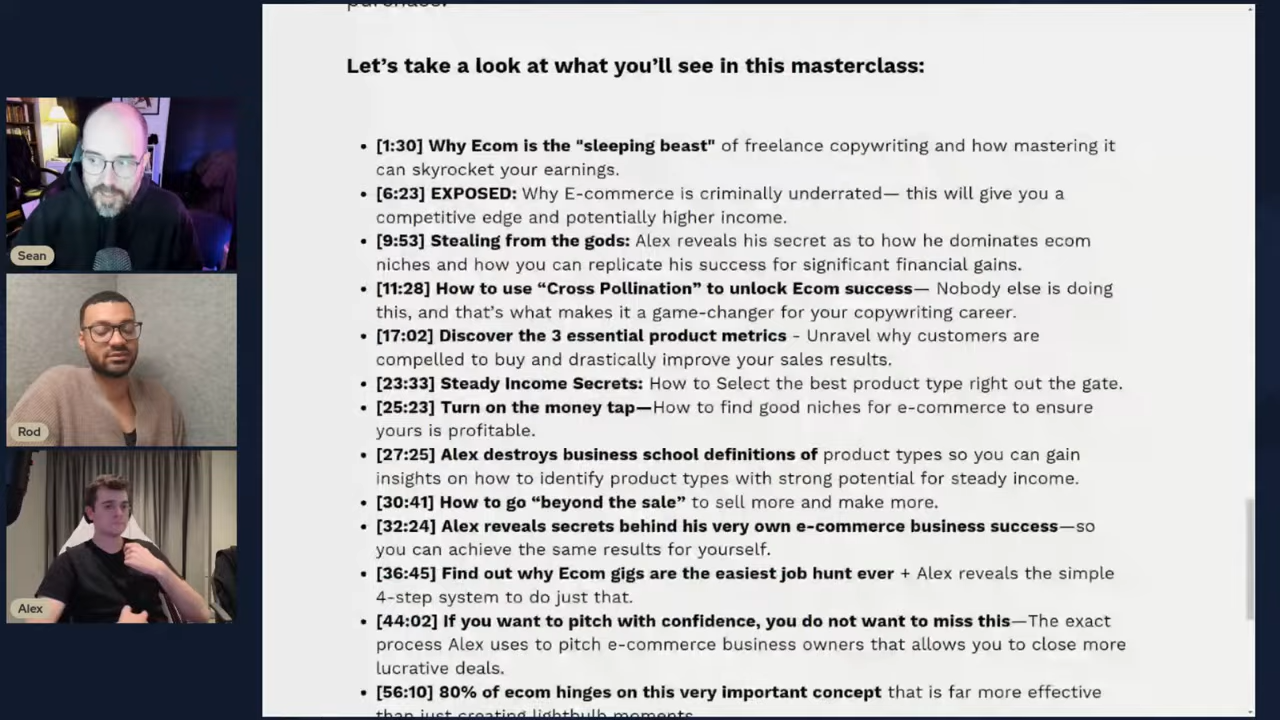 purchase.
Let’s take a look at what you’ll see in this masterclass:
• [1:30] Why Ecom is the "sleeping beast" of freelance copywriting and how mastering it
can skyrocket your earnings.
• [6:23] EXPOSED: Why E-commerce is criminally underrated— this will give you a
competitive edge and potentially higher income.
• [9:53] Stealing from the gods: Alex reveals his secret as to how he dominates ecom
niches and how you can replicate his success for significant financial gains.
• [11:28] How to use “Cross Pollination” to unlock Ecom success— Nobody else is doing
this, and that’s what makes it a game-changer for your copywriting career.
• [17:02] Discover the 3 essential product metrics - Unravel why customers are
compelled to buy and drastically improve your sales results.
• [23:33] Steady Income Secrets: How to Select the best product type right out the gate.
• [25:23] Turn on the money tap—How to find good niches for e-commerce to ensure
yours is profitable.
• [27:25] Alex destroys business school definitions of product types so you can gain
insights on how to identify product types with strong potential for steady income.
• [30:41] How to go “beyond the sale” to sell more and make more.
• [32:24] Alex reveals secrets behind his very own e-commerce business success—so
you can achieve the same results for yourself.
• [36:45] Find out why Ecom gigs are the easiest job hunt ever + Alex reveals the simple
4-step system to do just that.
• [44:02] If you want to pitch with confidence, you do not want to miss this—The exact
process Alex uses to pitch e-commerce business owners that allows you to close more
lucrative deals.
• [56:10] 80% of ecom hinges on this very important concept that is far more effective
than just creating lightbulb moments.
Sean
Rod
Alex